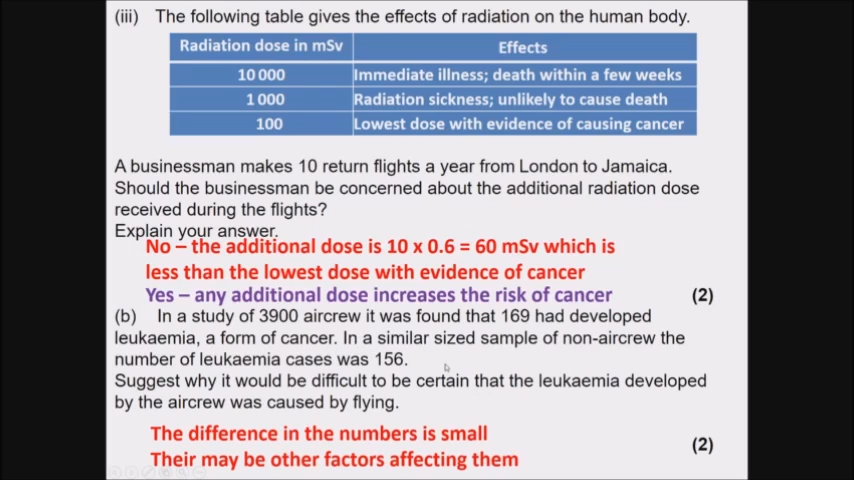 (iii) The following table gives the effects of radiation on the human body.
Radiation dose in mSv Effects
10 000 Immediate illness; death within a few weeks
1 000 Radiation sickness; unlikely to cause death
100 Lowest dose with evidence of causing cancer
A businessman makes 10 return flights a year from London to Jamaica.
Should the businessman be concerned about the additional radiation dose
received during the flights?
Explain your answer.
No – the additional dose is 10 x 0.6 = 60 mSv which is
less than the lowest dose with evidence of cancer
Yes – any additional dose increases the risk of cancer (2)
(b) In a study of 3900 aircrew it was found that 169 had developed
leukaemia, a form of cancer. In a similar sized sample of non-aircrew the
number of leukaemia cases was 156.
Suggest why it would be difficult to be certain that the leukaemia developed
by the aircrew was caused by flying.
The difference in the numbers is small
(2)
Their may be other factors affecting them